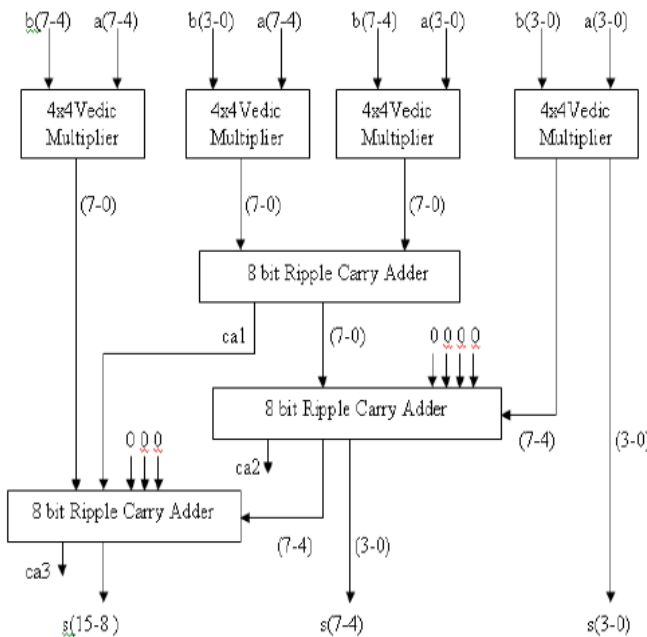 b(7-4) a(7-4) b(3-0) a(7-4) b(7-4) a(3-0) b(3-0) a(3-0)
4x4Vedic Multiplier
4x4Vedic Multiplier
4x4Vedic Multiplier
4x4Vedic Multiplier
(7-0) (7-0) (7-0)
8 bit Ripple Carry Adder
ca1 (7-0) 0 0 0 0
8 bit Ripple Carry Adder
(7-4) (3-0)
0 0 0 ca2
8 bit Ripple Carry Adder
(7-4) (3-0)
ca3
s(15-8) s(7-4) s(3-0)